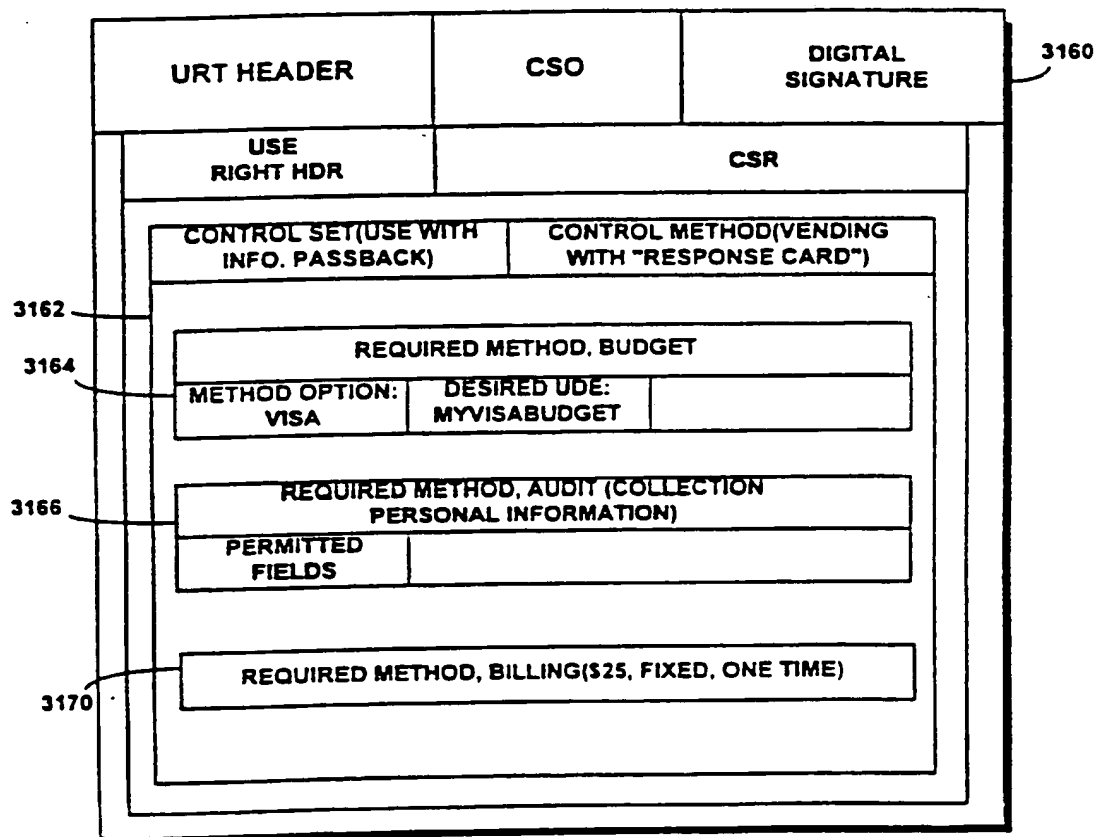 URT HEADER
CSO
DIGITAL
SIGNATURE
3160
USE
RIGHT HDR
CSR
CONTROL SET(USE WITH
INFO. PASSBACK)
CONTROL METHOD(VENDING
WITH "RESPONSE CARD")
3162
REQUIRED METHOD, BUDGET
3164
METHOD OPTION:
VISA
DESIRED UDE:
MYVISABUDGET
REQUIRED METHOD, AUDIT (COLLECTION
PERSONAL INFORMATION)
3166
PERMITTED
FIELDS
REQUIRED METHOD, BILLING($25, FIXED, ONE TIME)
3170